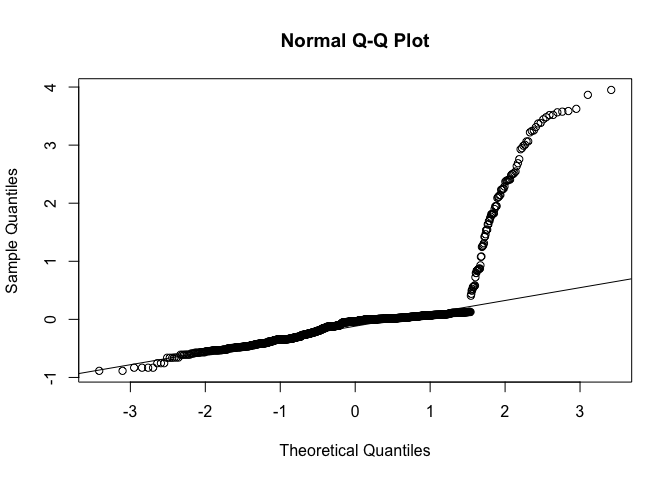 Normal Q-Q Plot
Sample Quantiles
4
3
2
1
0
-1
-3 -2 -1 0 1 2 3
Theoretical Quantiles